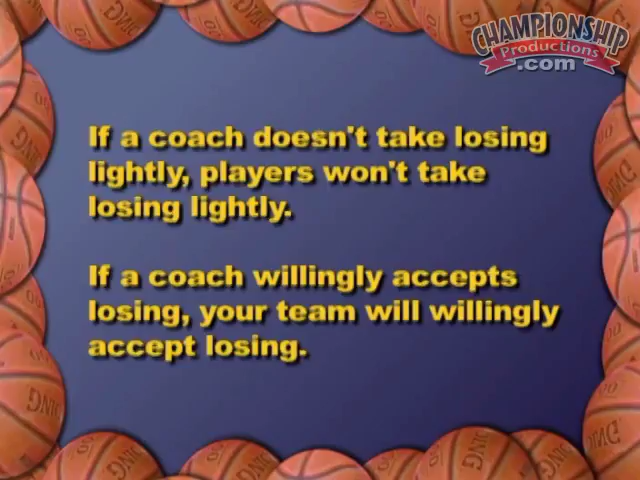 CHAMPIONSHIP
Productions
.com
If a coach doesn't take losing
lightly, players won't take
losing lightly.
If a coach willingly accepts
losing, your team will willingly
accept losing.